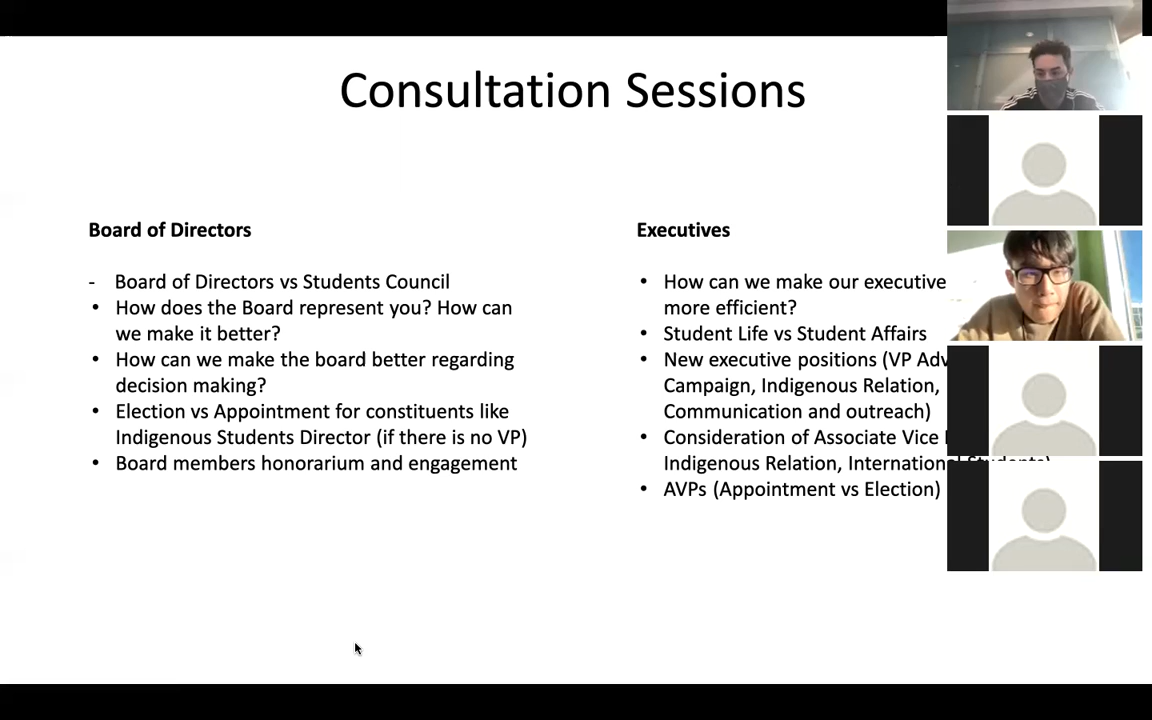 Consultation Sessions
Board of Directors
- Board of Directors vs Students Council
• How does the Board represent you? How can
we make it better?
• How can we make the board better regarding
decision making?
• Election vs Appointment for constituents like
Indigenous Students Director (if there is no VP)
• Board members honorarium and engagement
Executives
• How can we make our executive
more efficient?
• Student Life vs Student Affairs
• New executive positions (VP
Campaign, Indigenous Relation,
Communication and outreach)
• Consideration of Associate Vice
Indigenous Relation, International Students)
• AVPs (Appointment vs Election)